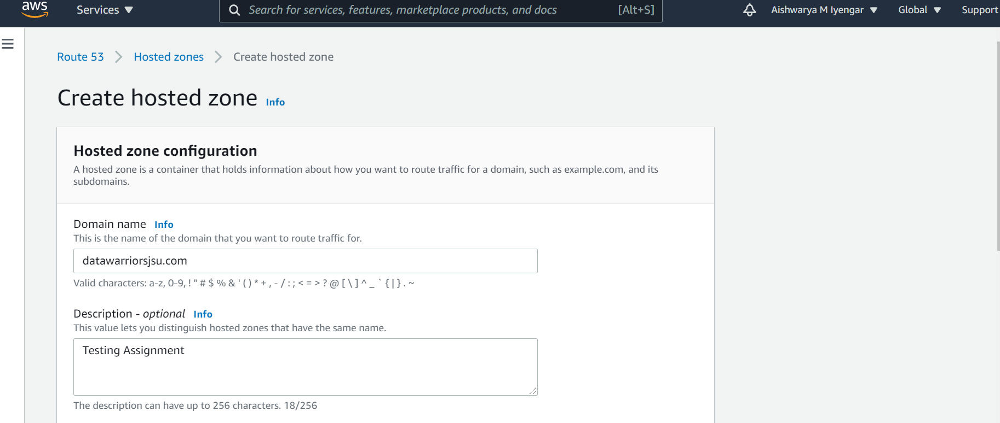 aws Services Search for services, features, marketplace products, and docs [Alt+S] Aishwarya M Iyengar Global Support
Route 53 Hosted zones Create hosted zone
Create hosted zone Info
Hosted zone configuration
A hosted zone is a container that holds information about how you want to route traffic for a domain, such as example.com, and its
subdomains.
Domain name Info
This is the name of the domain that you want to route traffic for.
datawarriorsjsu.com
Valid characters: a-z, 0-9, ! " # $ % & ' ( ) * + , - / : ; < = > ? @ [ \ ] ^ _ ` { | } . ~
Description - optional Info
This value lets you distinguish hosted zones that have the same name.
Testing Assignment
The description can have up to 256 characters. 18/256